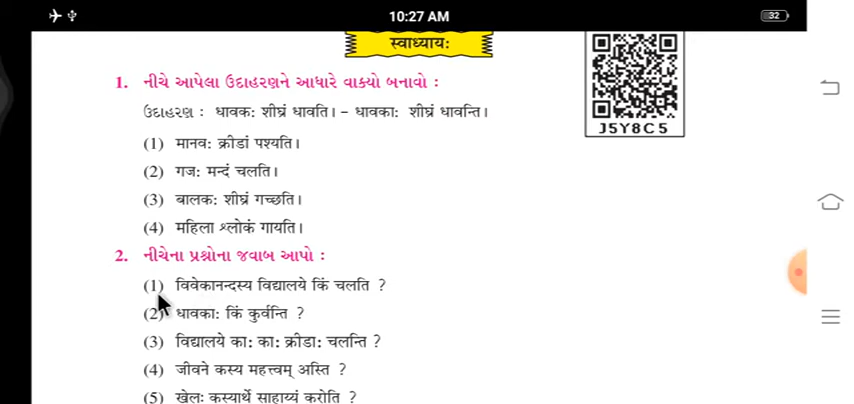 10:27 AM
32
स्वाध्यायः
J5Y8C5
1. નીચે આપેલા ઉદાહરણને આધારે વાક્યો બનાવો :
ઉદાહરણ : धावकः शीघ्रं धावति। - धावकाः शीघ्रं धावन्ति।
(1) मानवः क्रीडां पश्यति।
(2) गजः मन्दं चलति।
(3) बालकः शीघ्रं गच्छति।
(4) महिला श्लोकं गायति।
2. નીચેના પ્રશ્નોના જવાબ આપો :
(1) विवेकानन्दस्य विद्यालये किं चलति ?
(2) धावकाः किं कुर्वन्ति ?
(3) विद्यालये काः काः क्रीडाः चलन्ति ?
(4) जीवने कस्य महत्त्वम् अस्ति ?
(5) खेलः कस्यार्थे साहाय्यं करोति ?